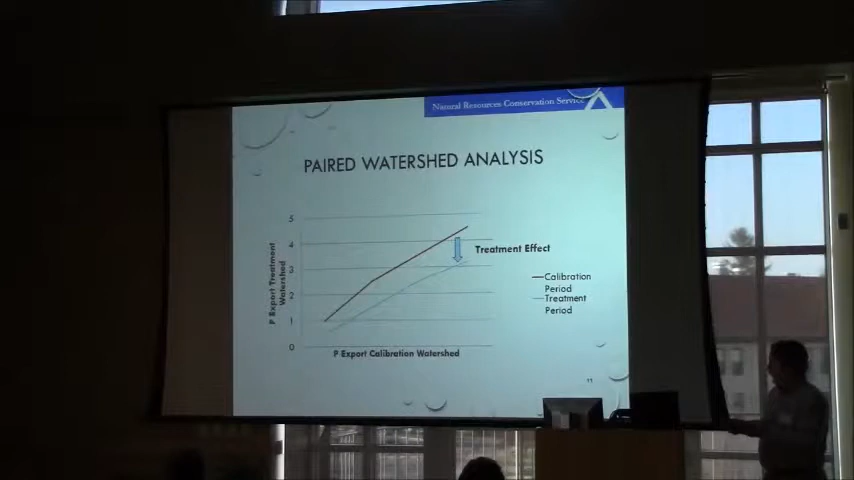 Natural Resources Conservation Service
PAIRED WATERSHED ANALYSIS
5
4
3
2
1
0
P Export Treatment
Watershed
Treatment Effect
Calibration
Period
Treatment
Period
P Export Calibration Watershed
11